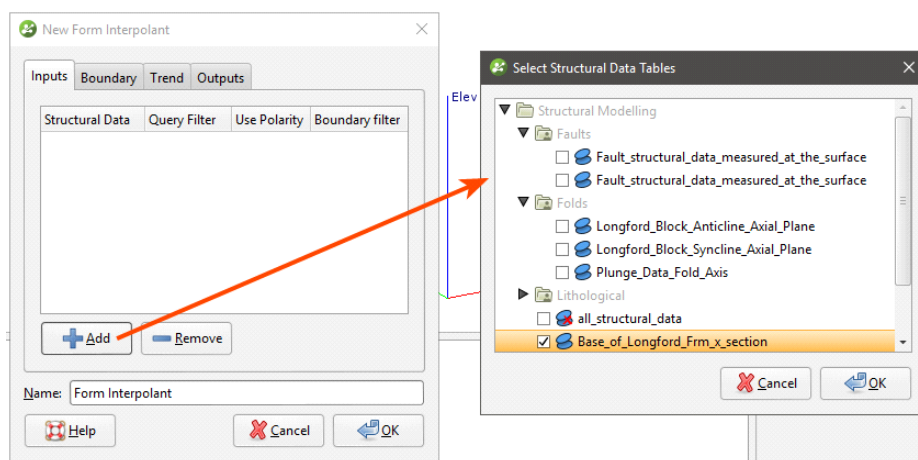 New Form Interpolant
Inputs Boundary Trend Outputs
Structural Data Query Filter Use Polarity Boundary filter
Add Remove
Name: Form Interpolant
Help Cancel OK
Elev
Select Structural Data Tables
Structural Modelling
Faults
Fault_structural_data_measured_at_the_surface
Fault_structural_data_measured_at_the_surface
Folds
Longford_Block_Anticline_Axial_Plane
Longford_Block_Syncline_Axial_Plane
Plunge_Data_Fold_Axis
Lithological
all_structural_data
Base_of_Longford_Frm_x_section
Cancel OK